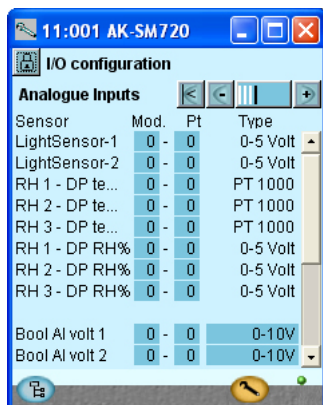 11:001 AK-SM720
I/O configuration
Analogue Inputs
Sensor Mod. Pt Type
LightSensor-1 0 - 0 0-5 Volt
LightSensor-2 0 - 0 0-5 Volt
RH 1 - DP te... 0 - 0 PT 1000
RH 2 - DP te... 0 - 0 PT 1000
RH 3 - DP te... 0 - 0 PT 1000
RH 1 - DP RH% 0 - 0 0-5 Volt
RH 2 - DP RH% 0 - 0 0-5 Volt
RH 3 - DP RH% 0 - 0 0-5 Volt
Bool AI volt 1 0 - 0 0-10V
Bool AI volt 2 0 - 0 0-10V